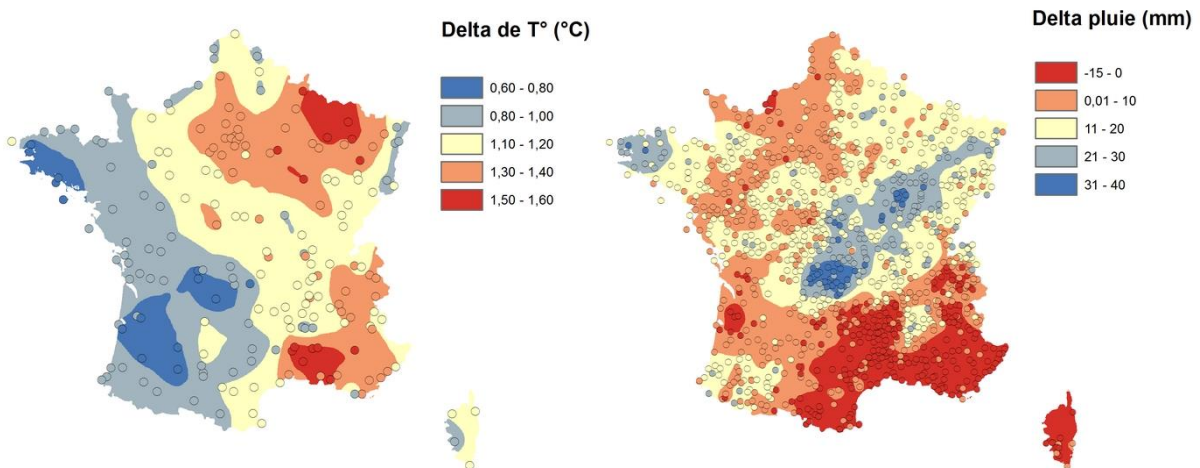 Delta de T° (°C)
0,60 - 0,80
0,80 - 1,00
1,10 - 1,20
1,30 - 1,40
1,50 - 1,60
Delta pluie (mm)
-15 - 0
0,01 - 10
11 - 20
21 - 30
31 - 40